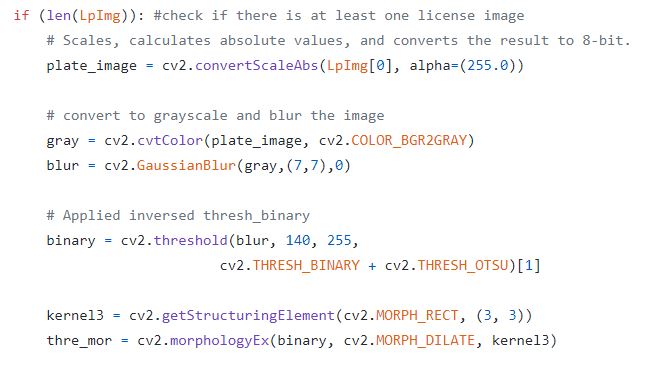 if (len(LpImg)): #check if there is at least one license image
    # Scales, calculates absolute values, and converts the result to 8-bit.
    plate_image = cv2.convertScaleAbs(LpImg[0], alpha=(255.0))

    # convert to grayscale and blur the image
    gray = cv2.cvtColor(plate_image, cv2.COLOR_BGR2GRAY)
    blur = cv2.GaussianBlur(gray,(7,7),0)

    # Applied inversed thresh_binary
    binary = cv2.threshold(blur, 140, 255,
                         cv2.THRESH_BINARY + cv2.THRESH_OTSU)[1]

    kernel3 = cv2.getStructuringElement(cv2.MORPH_RECT, (3, 3))
    thre_mor = cv2.morphologyEx(binary, cv2.MORPH_DILATE, kernel3)